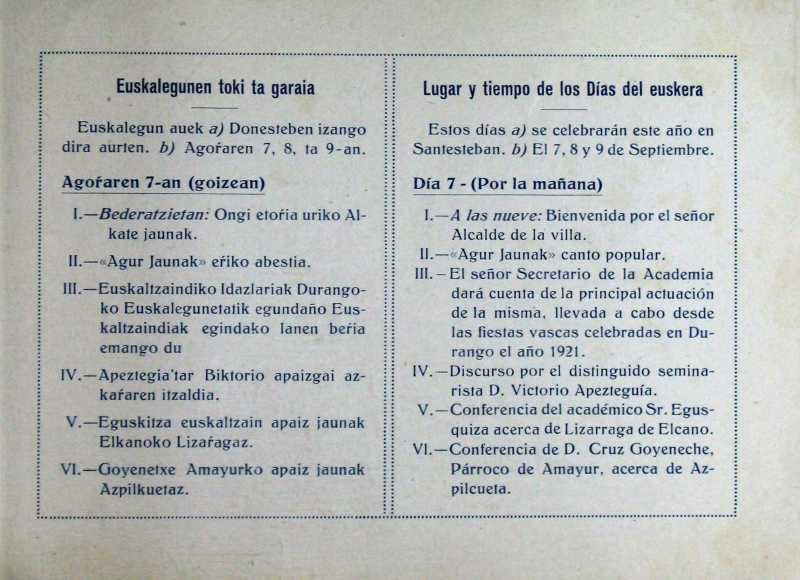 Euskalegunen toki ta garaia
Euskalegun auek a) Donesteben izango
dira aurten. b) Agoŕaren 7, 8, ta 9-an.
Agoŕaren 7-an (goizean)
I.—Bederatzietan: Ongi etoŕia uriko Al-
kate jaunak.
II.—«Agur Jaunak» eŕiko abestia.
III.—Euskaltzaindiko Idazlariak Durango-
ko Euskalegunetatik egundaño Eus-
kaltzaindiak egindako lanen beŕia
emango du
IV.—Apeztegia'tar Biktorio apaizgai az-
kaŕaren itzaldia.
V.—Eguskitza euskaltzain apaiz jaunak
Elkanoko Lizaŕagaz.
VI.—Goyenetxe Amayurko apaiz jaunak
Azpilkuetaz.
Lugar y tiempo de los Días del euskera
Estos días a) se celebrarán este año en
Santesteban. b) El 7, 8 y 9 de Septiembre.
Día 7 - (Por la mañana)
I.—A las nueve: Bienvenida por el señor
Alcalde de la villa.
II.—«Agur Jaunak» canto popular.
III.–El señor Secretario de la Academia
dará cuenta de la principal actuación
de la misma, llevada a cabo desde
las fiestas vascas celebradas en Du-
rango el año 1921.
IV.—Discurso por el distinguido semina-
rista D. Victorio Apezteguía.
V.—Conferencia del académico Sr. Egus-
quiza acerca de Lizarraga de Elcano.
VI.—Conferencia de D. Cruz Goyeneche,
Párroco de Amayur, acerca de Az-
pilcueta.